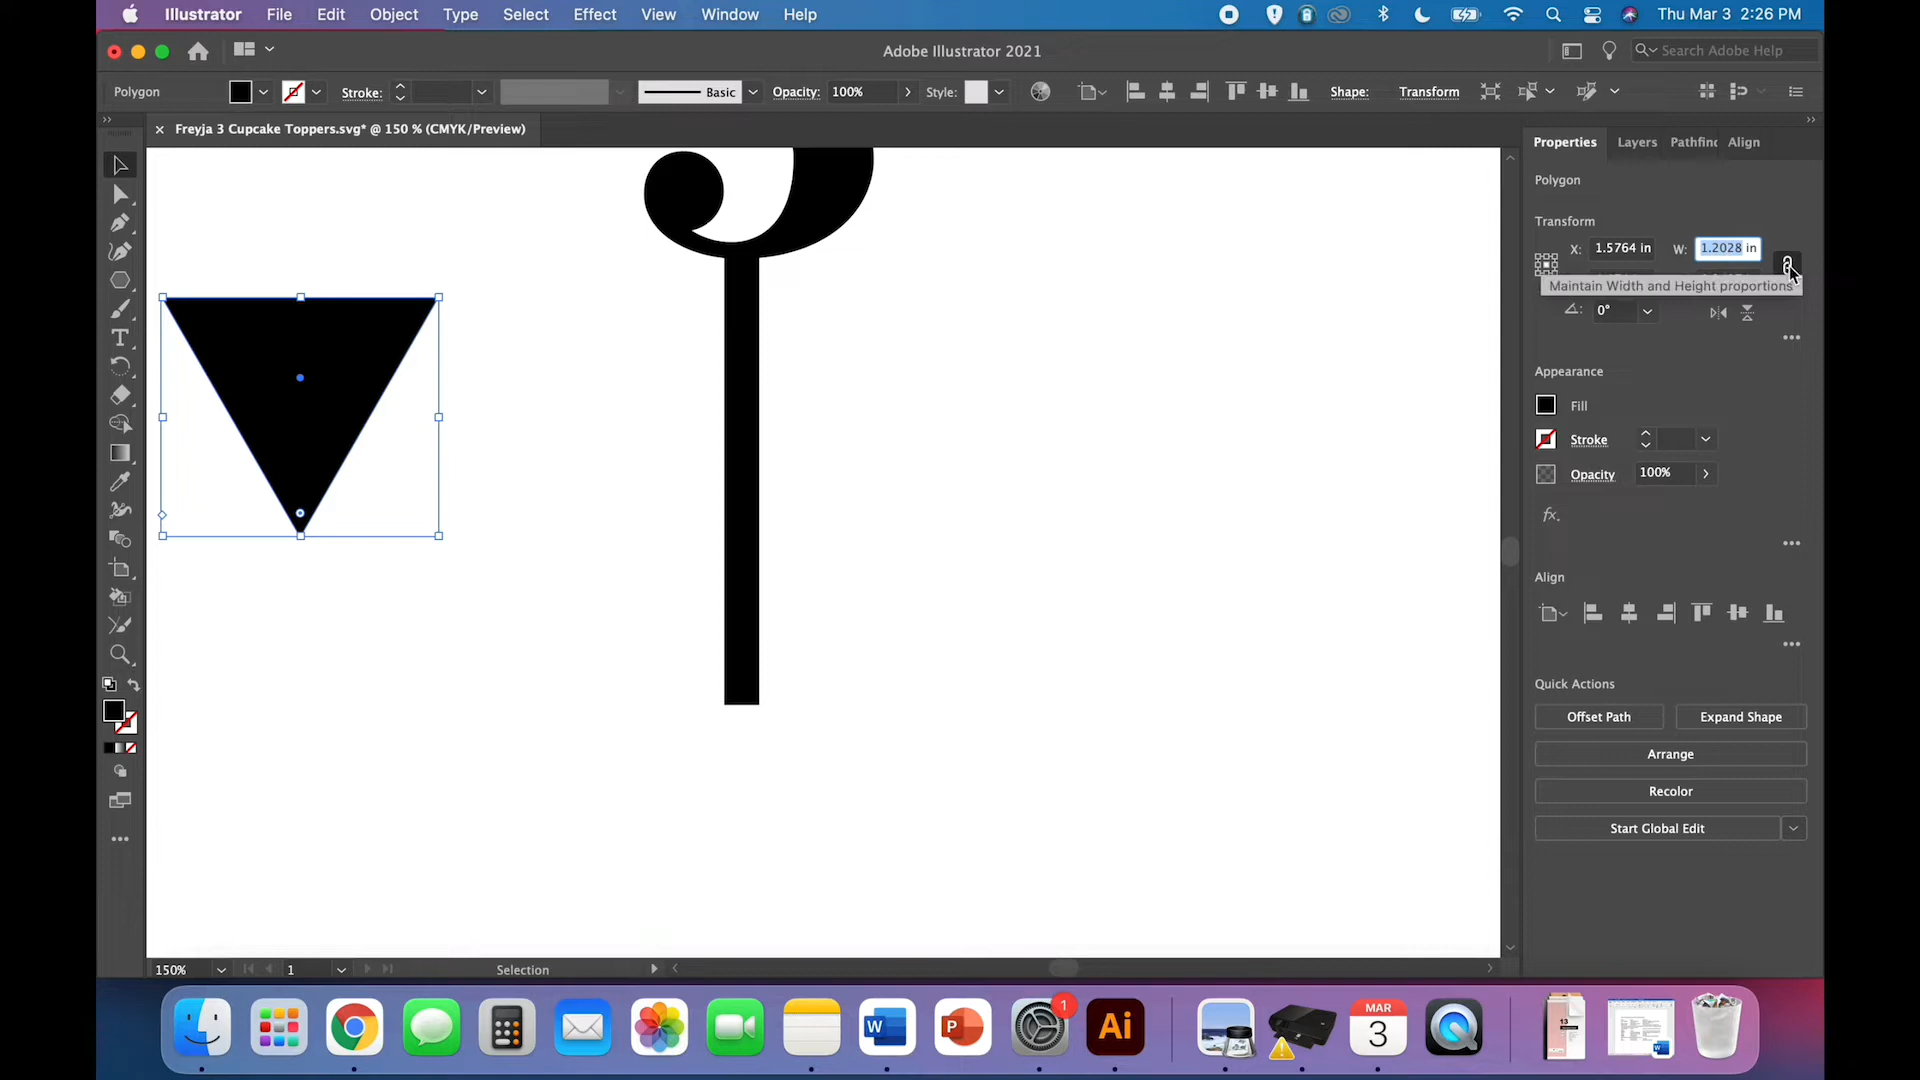 Illustrator File Edit Object Type Select Effect View Window Help Thu Mar 3 2:26 PM
Adobe Illustrator 2021
Search Adobe Help
Polygon Stroke: Basic Opacity: 100% Style: Shape: Transform
Freyja 3 Cupcake Toppers.svg* @ 150 % (CMYK/Preview)
Properties Layers Pathfinc Align
Polygon
Transform
X: 1.5764 in W: 1.2028 in
Maintain Width and Height proportions
0°
Appearance
Fill
Stroke
Opacity 100%
fx.
Align
Quick Actions
Offset Path Expand Shape
Arrange
Recolor
Start Global Edit
150% 1 Selection
W P 1 Ai MAR 3